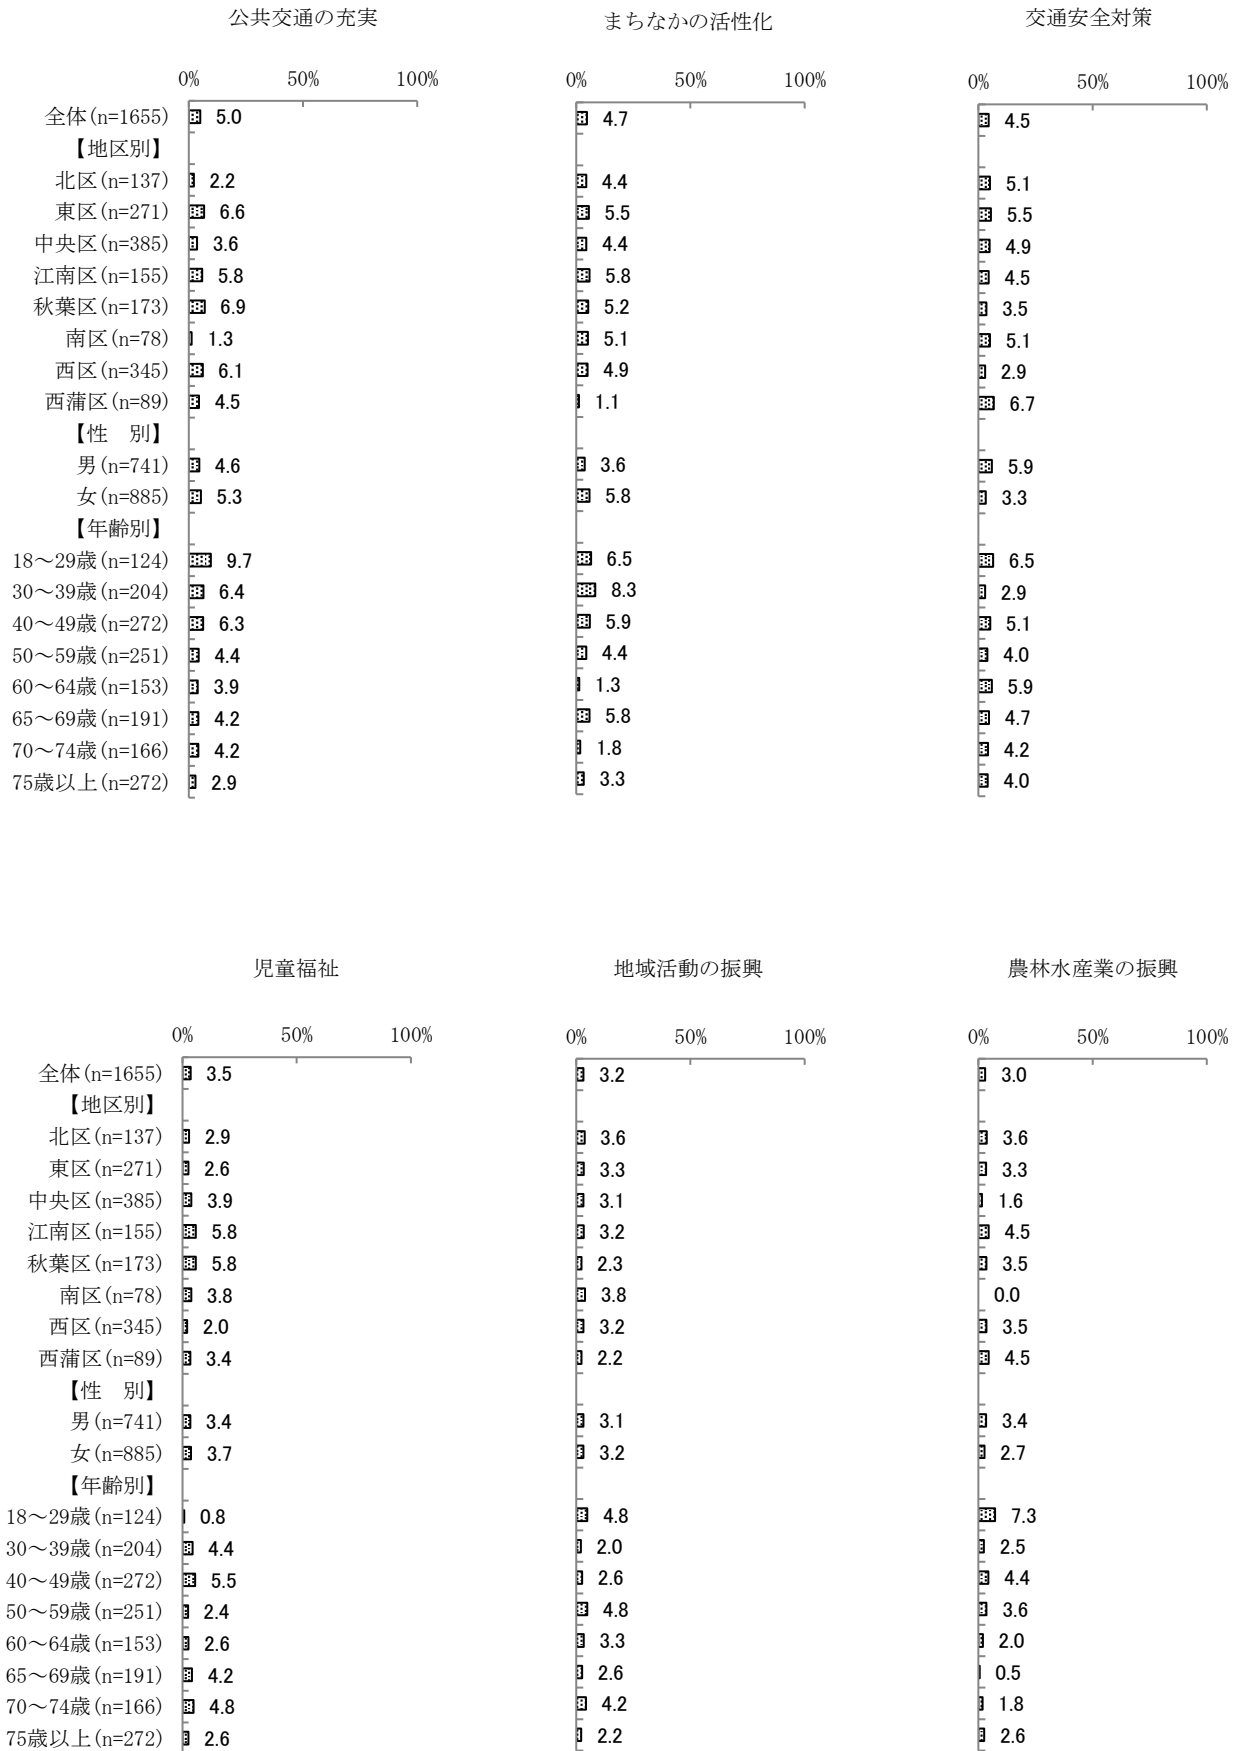 公共交通の充実 まちなかの活性化 交通安全対策
0% 50% 100% 0% 50% 100% 0% 50% 100%
全体(n=1655) 5.0 4.7 4.5
【地区別】
北区(n=137) 2.2 4.4 5.1
東区(n=271) 6.6 5.5 5.5
中央区(n=385) 3.6 4.4 4.9
江南区(n=155) 5.8 5.8 4.5
秋葉区(n=173) 6.9 5.2 3.5
南区(n=78) 1.3 5.1 5.1
西区(n=345) 6.1 4.9 2.9
西蒲区(n=89) 4.5 1.1 6.7
【性　別】
男(n=741) 4.6 3.6 5.9
女(n=885) 5.3 5.8 3.3
【年齢別】
18～29歳(n=124) 9.7 6.5 6.5
30～39歳(n=204) 6.4 8.3 2.9
40～49歳(n=272) 6.3 5.9 5.1
50～59歳(n=251) 4.4 4.4 4.0
60～64歳(n=153) 3.9 1.3 5.9
65～69歳(n=191) 4.2 5.8 4.7
70～74歳(n=166) 4.2 1.8 4.2
75歳以上(n=272) 2.9 3.3 4.0
児童福祉 地域活動の振興 農林水産業の振興
0% 50% 100% 0% 50% 100% 0% 50% 100%
全体(n=1655) 3.5 3.2 3.0
【地区別】
北区(n=137) 2.9 3.6 3.6
東区(n=271) 2.6 3.3 3.3
中央区(n=385) 3.9 3.1 1.6
江南区(n=155) 5.8 3.2 4.5
秋葉区(n=173) 5.8 2.3 3.5
南区(n=78) 3.8 3.8 0.0
西区(n=345) 2.0 3.2 3.5
西蒲区(n=89) 3.4 2.2 4.5
【性　別】
男(n=741) 3.4 3.1 3.4
女(n=885) 3.7 3.2 2.7
【年齢別】
18～29歳(n=124) 0.8 4.8 7.3
30～39歳(n=204) 4.4 2.0 2.5
40～49歳(n=272) 5.5 2.6 4.4
50～59歳(n=251) 2.4 4.8 3.6
60～64歳(n=153) 2.6 3.3 2.0
65～69歳(n=191) 4.2 2.6 0.5
70～74歳(n=166) 4.8 4.2 1.8
75歳以上(n=272) 2.6 2.2 2.6